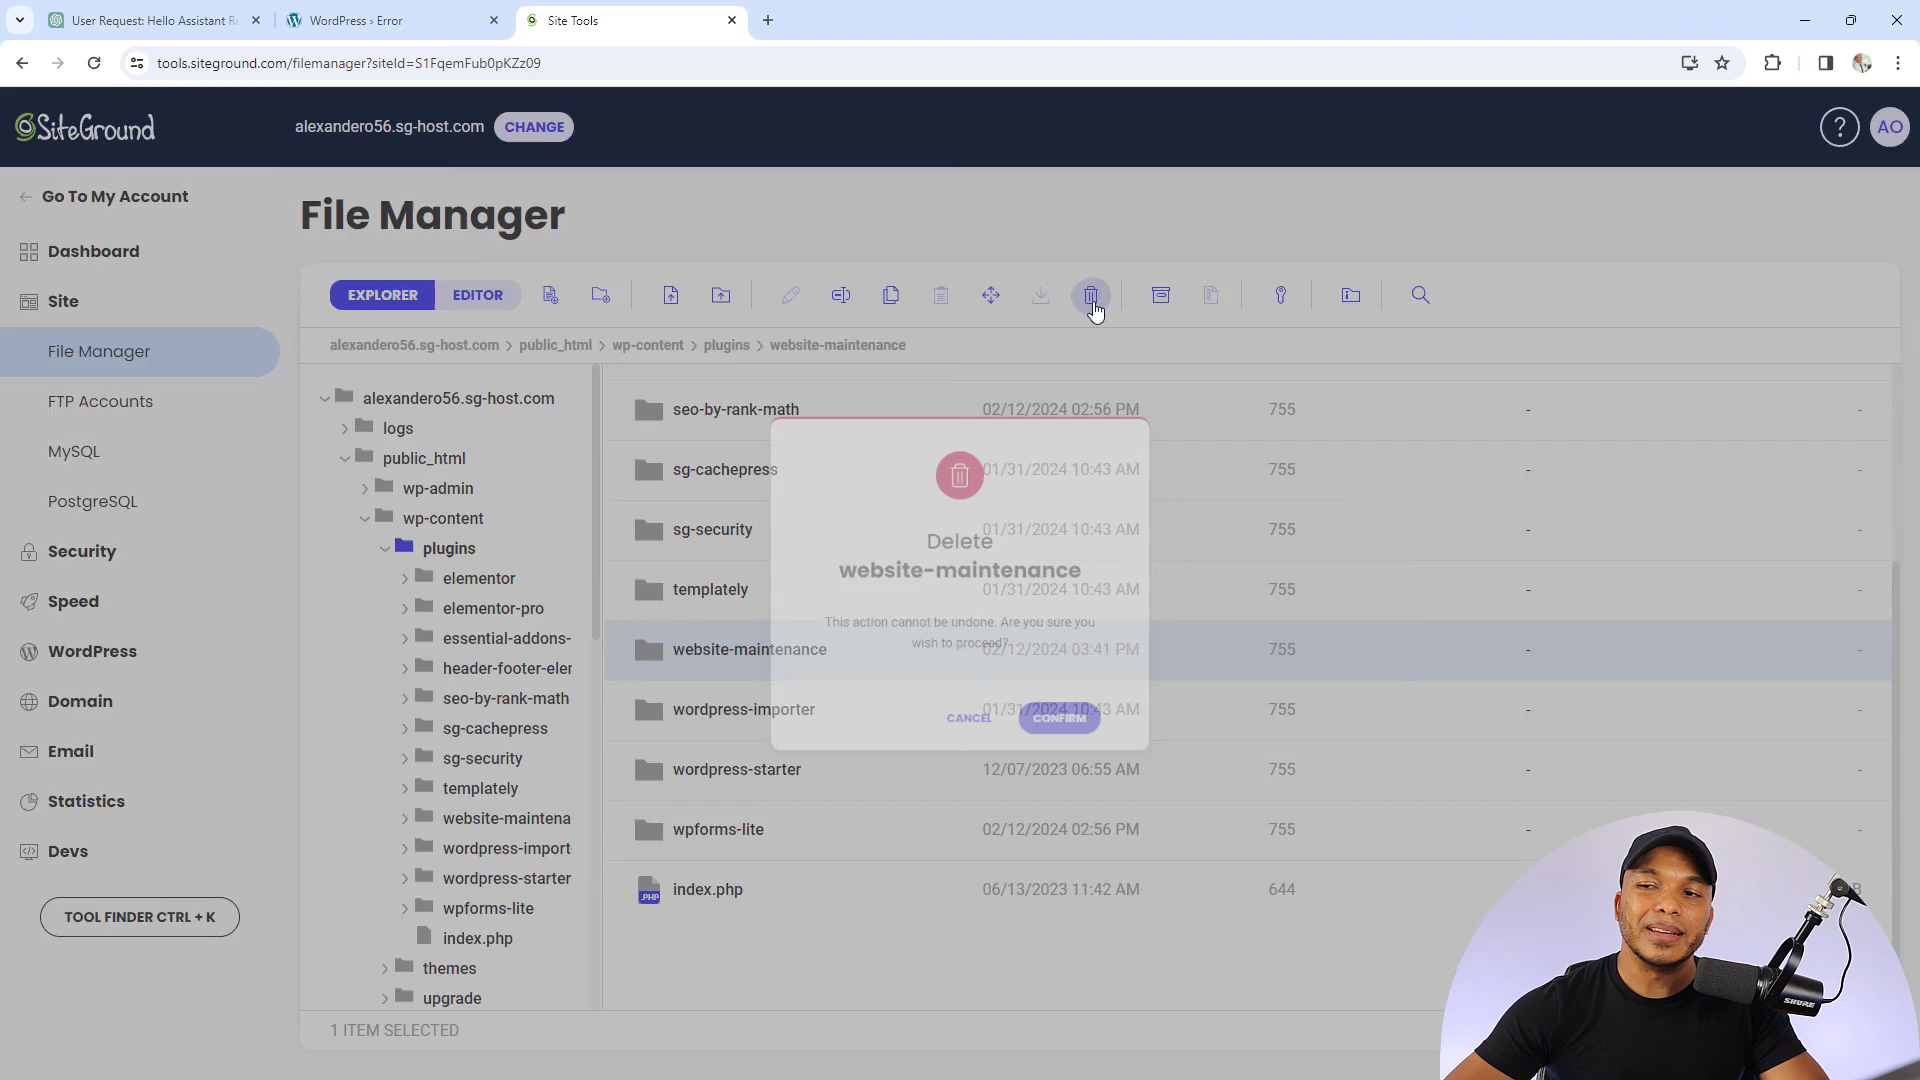 User Request: Hello Assistant R
WordPress › Error
Site Tools
tools.siteground.com/filemanager?siteId=S1FqemFub0pKZz09
SiteGround
alexandero56.sg-host.com
CHANGE
?
AO
Go To My Account
Dashboard
Site
File Manager
FTP Accounts
MySQL
PostgreSQL
Security
Speed
WordPress
Domain
Email
Statistics
Devs
TOOL FINDER CTRL + K
File Manager
EXPLORER
EDITOR
alexandero56.sg-host.com > public_html > wp-content > plugins > website-maintenance
alexandero56.sg-host.com
logs
public_html
wp-admin
wp-content
plugins
elementor
elementor-pro
essential-addons-
header-footer-eler
seo-by-rank-math
sg-cachepress
sg-security
templately
website-maintena
wordpress-import
wordpress-starter
wpforms-lite
index.php
themes
upgrade
seo-by-rank-math 02/12/2024 02:56 PM 755 - -
sg-cachepress 01/31/2024 10:43 AM 755 - -
sg-security 01/31/2024 10:43 AM 755 - -
templately 01/31/2024 10:43 AM 755 - -
website-maintenance 02/12/2024 03:41 PM 755 - -
wordpress-importer 01/31/2024 10:43 AM 755 - -
wordpress-starter 12/07/2023 06:55 AM 755 - -
wpforms-lite 02/12/2024 02:56 PM 755 - -
.PHP
index.php 06/13/2023 11:42 AM 644
Delete
website-maintenance
This action cannot be undone. Are you sure you
wish to proceed?
CANCEL
CONFIRM
1 ITEM SELECTED
SHURE